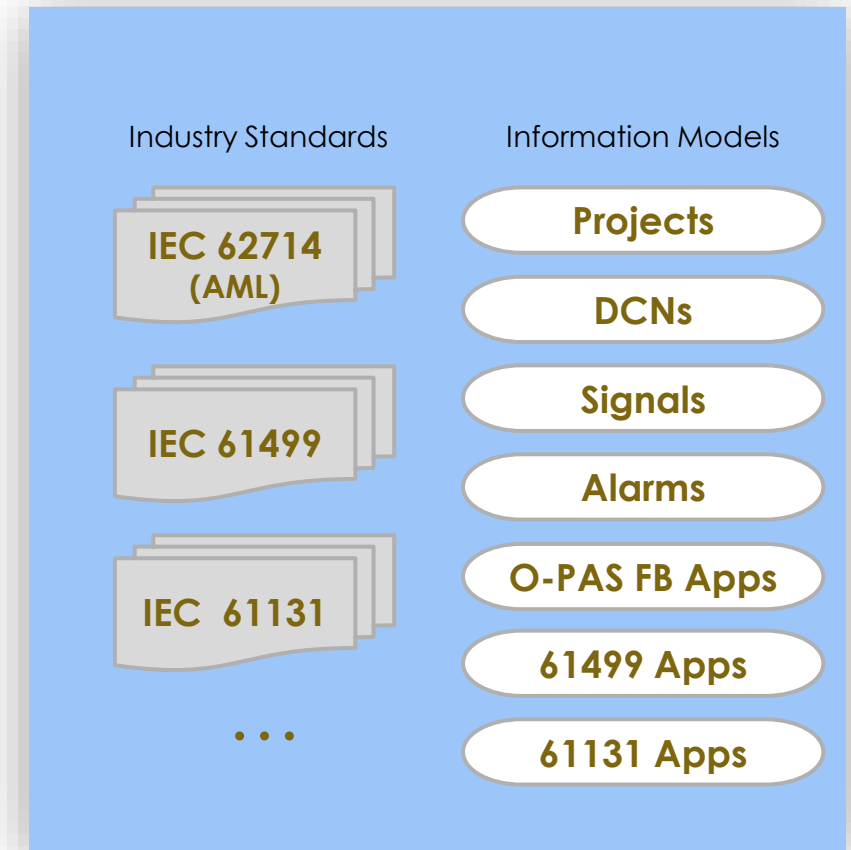 Industry Standards
IEC 62714
(AML)
IEC 61499
IEC  61131
...
Information Models
Projects
DCNs
Signals
Alarms
O-PAS FB Apps
61499 Apps
61131 Apps